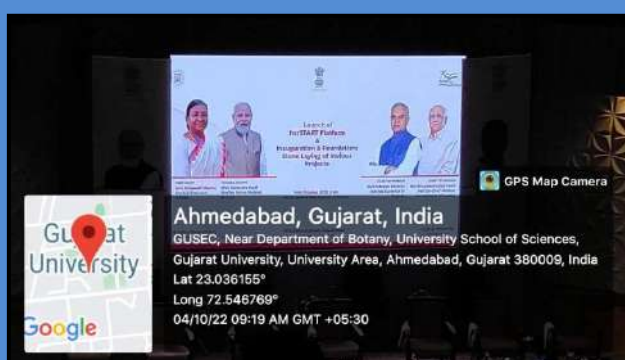 Launch of
herSTART Platform
&
Inauguration & Foundation
Stone Laying of Various
Projects
GPS Map Camera
Gujarat
University
Google
Ahmedabad, Gujarat, India
GUSEC, Near Department of Botany, University School of Sciences,
Gujarat University, University Area, Ahmedabad, Gujarat 380009, India
Lat 23.036155°
Long 72.546769°
04/10/22 09:19 AM GMT +05:30